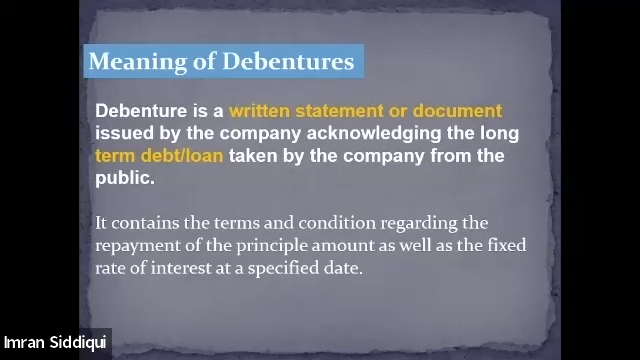 Meaning of Debentures
Debenture is a written statement or document
issued by the company acknowledging the long
term debt/loan taken by the company from the
public.
It contains the terms and condition regarding the
repayment of the principle amount as well as the fixed
rate of interest at a specified date.
Imran Siddiqui